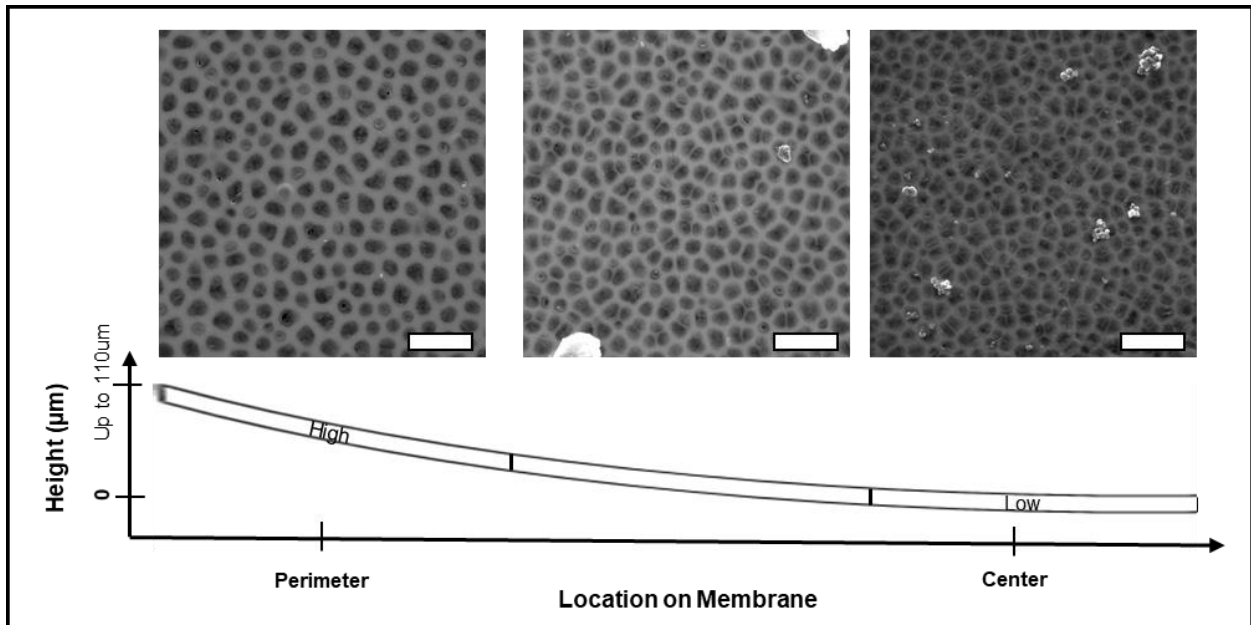 Height (μm)
Up to 110um
0
High
Low
Perimeter
Center
Location on Membrane